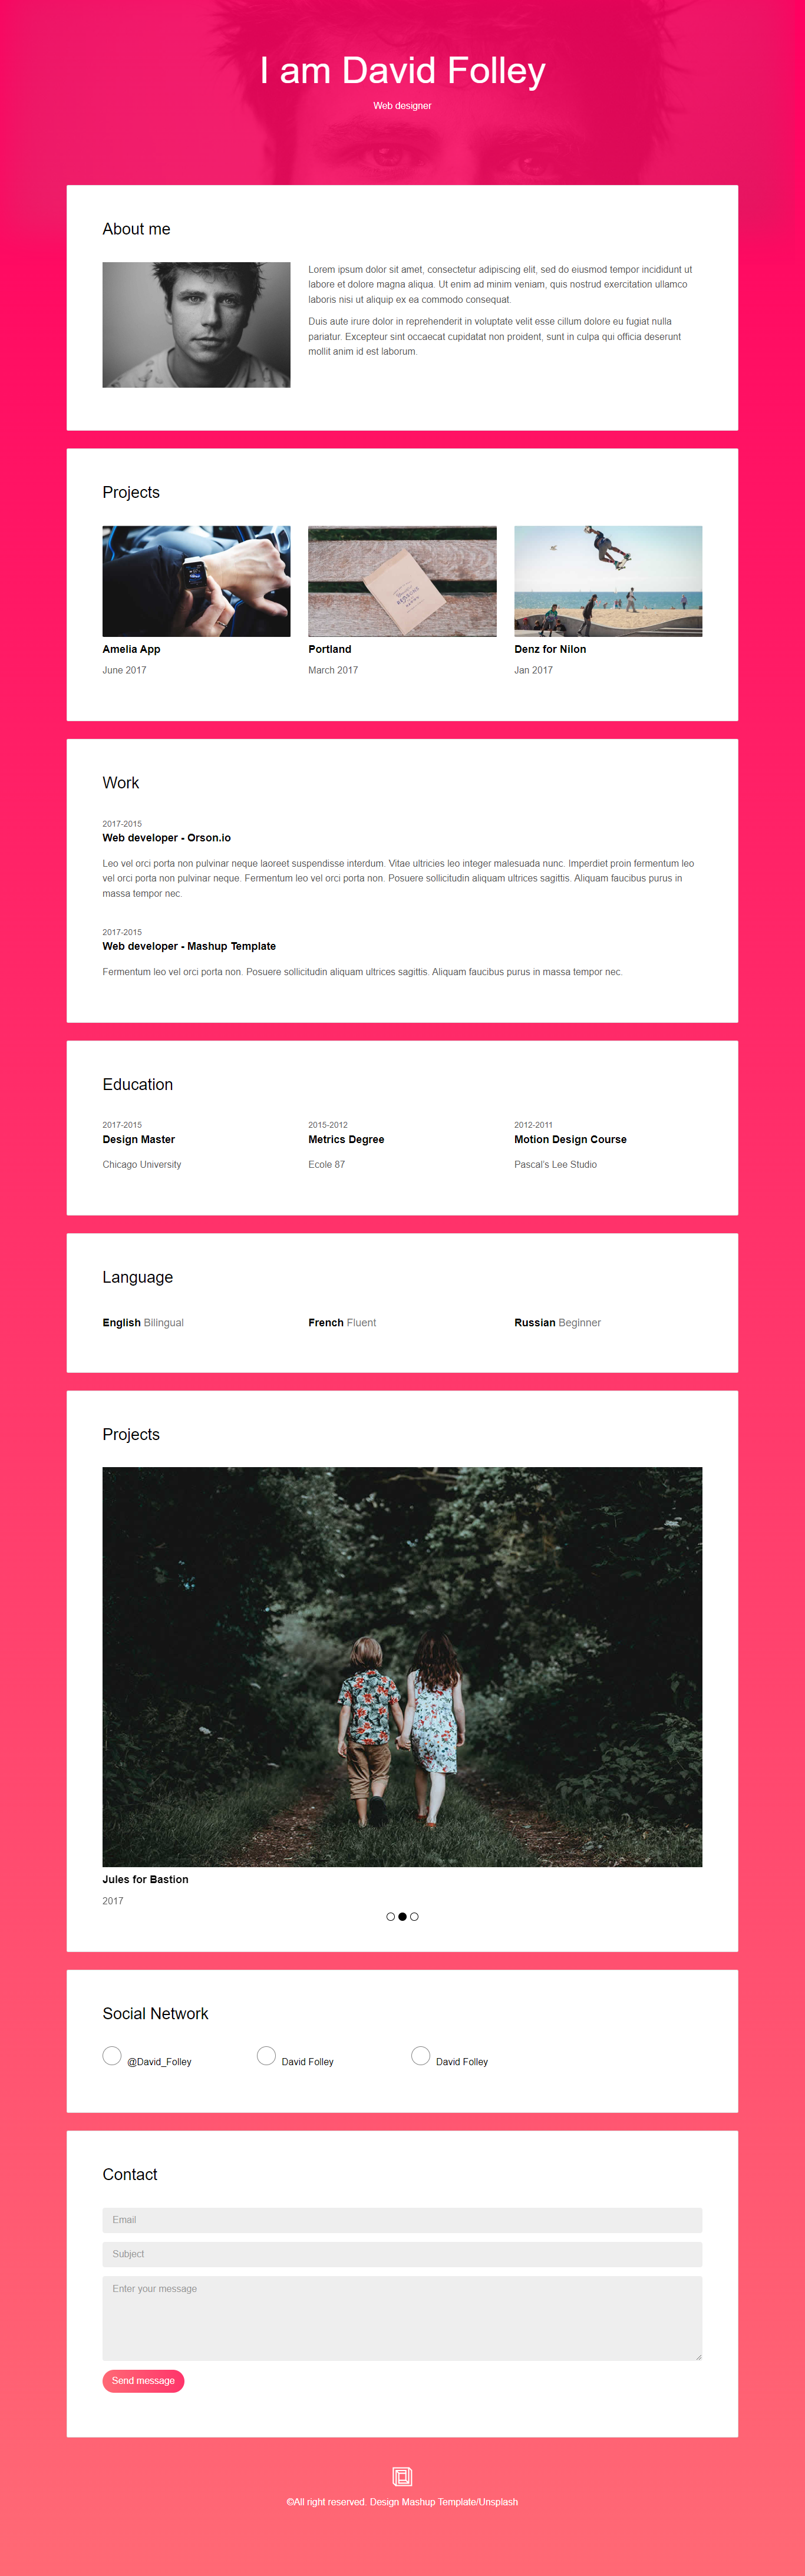 I am David Folley
Web designer
About me
Lorem ipsum dolor sit amet, consectetur adipiscing elit, sed do eiusmod tempor incididunt ut
labore et dolore magna aliqua. Ut enim ad minim veniam, quis nostrud exercitation ullamco
laboris nisi ut aliquip ex ea commodo consequat.
Duis aute irure dolor in reprehenderit in voluptate velit esse cillum dolore eu fugiat nulla
pariatur. Excepteur sint occaecat cupidatat non proident, sunt in culpa qui officia deserunt
mollit anim id est laborum.
Projects
Amelia App
June 2017
Portland
March 2017
Denz for Nilon
Jan 2017
Work
2017-2015
Web developer - Orson.io
Leo vel orci porta non pulvinar neque laoreet suspendisse interdum. Vitae ultricies leo integer malesuada nunc. Imperdiet proin fermentum leo
vel orci porta non pulvinar neque. Fermentum leo vel orci porta non. Posuere sollicitudin aliquam ultrices sagittis. Aliquam faucibus purus in
massa tempor nec.
2017-2015
Web developer - Mashup Template
Fermentum leo vel orci porta non. Posuere sollicitudin aliquam ultrices sagittis. Aliquam faucibus purus in massa tempor nec.
Education
2017-2015
Design Master
Chicago University
2015-2012
Metrics Degree
Ecole 87
2012-2011
Motion Design Course
Pascal's Lee Studio
Language
English Bilingual
French Fluent
Russian Beginner
Projects
Jules for Bastion
2017
Social Network
@David_Folley
David Folley
David Folley
Contact
Email
Subject
Enter your message
Send message
©All right reserved. Design Mashup Template/Unsplash